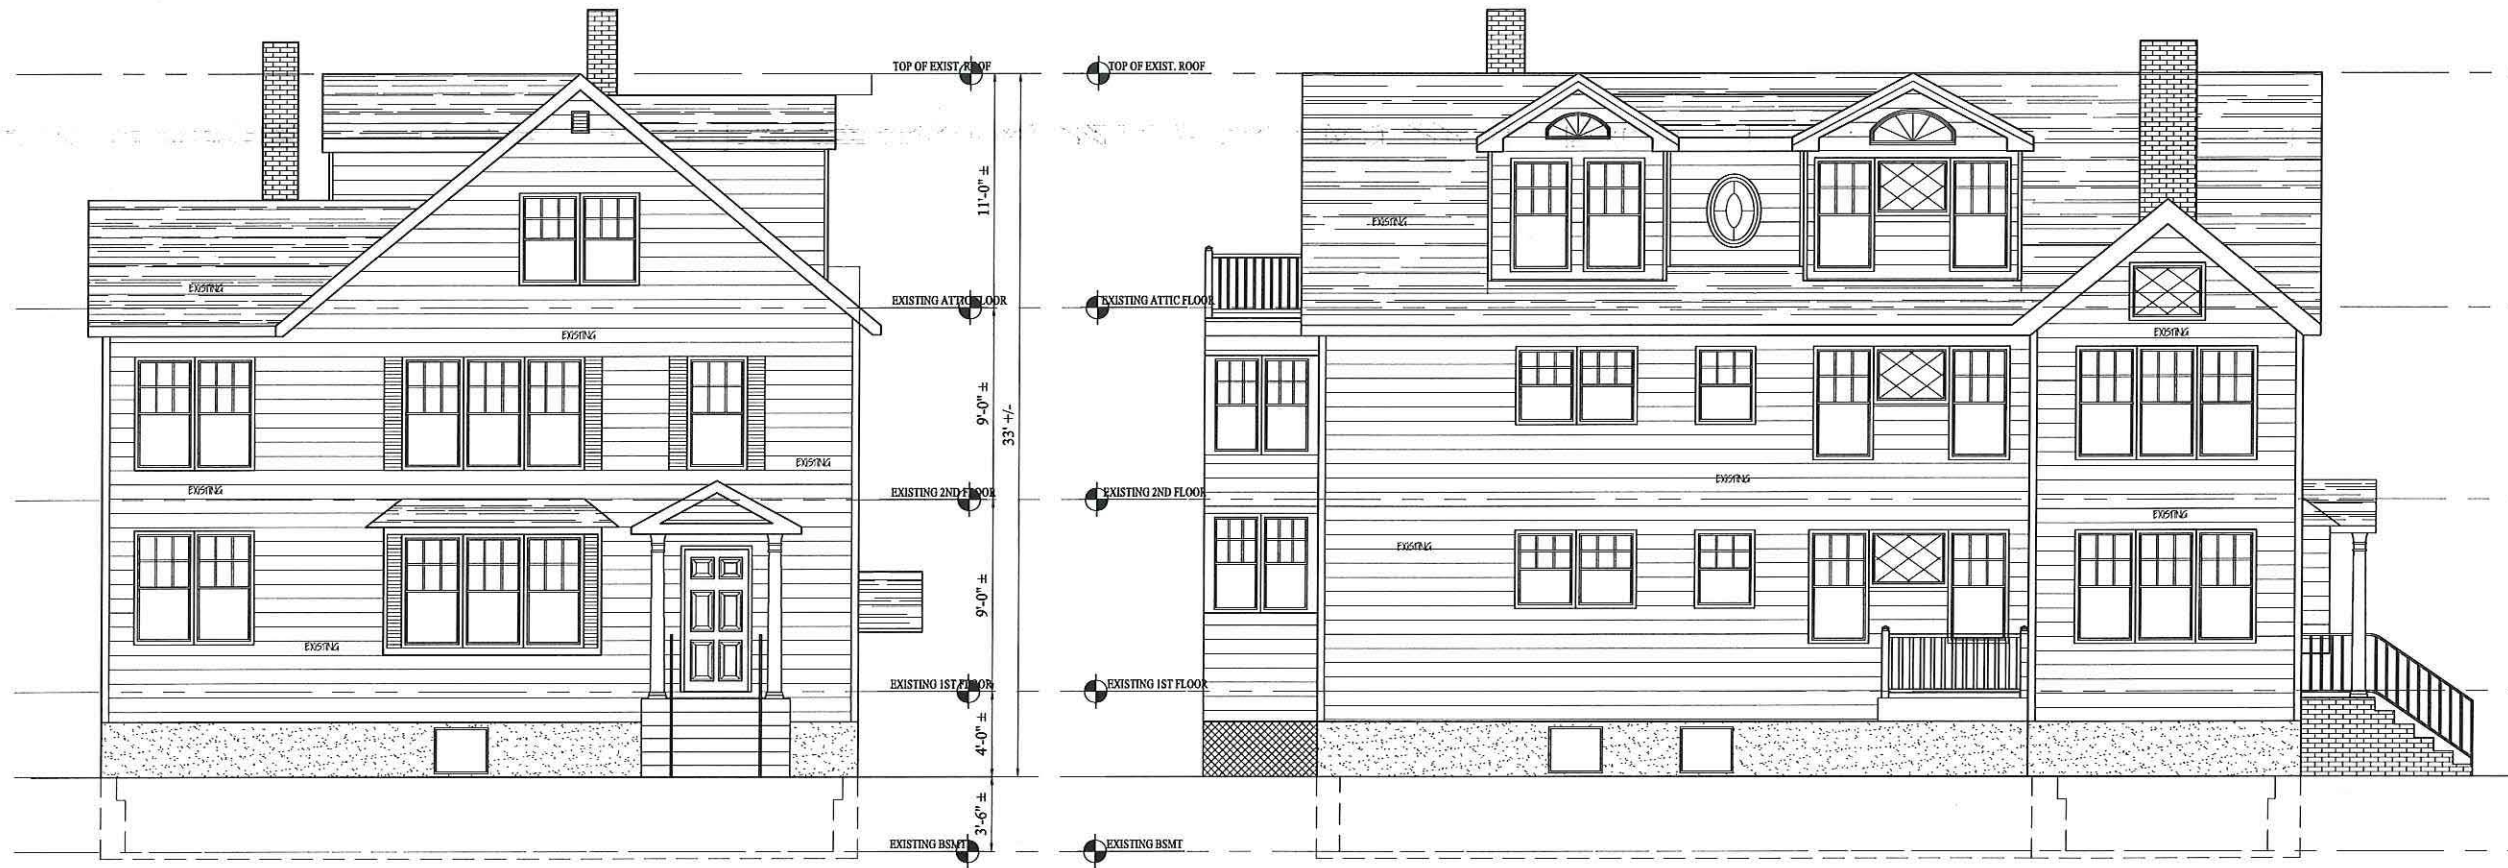 TOP OF EXIST. ROOF
TOP OF EXIST. ROOF
11'-0" ±
EXISTING
EXISTING
EXISTING ATTIC FLOOR
EXISTING ATTIC FLOOR
EXISTING
EXISTING
9'-0" ±
33' +/-
EXISTING
EXISTING
EXISTING
EXISTING 2ND FLOOR
EXISTING 2ND FLOOR
EXISTING
EXISTING
9'-0" ±
EXISTING
EXISTING 1ST FLOOR
EXISTING 1ST FLOOR
4'-0" ±
3'-6" ±
EXISTING BSMT
EXISTING BSMT